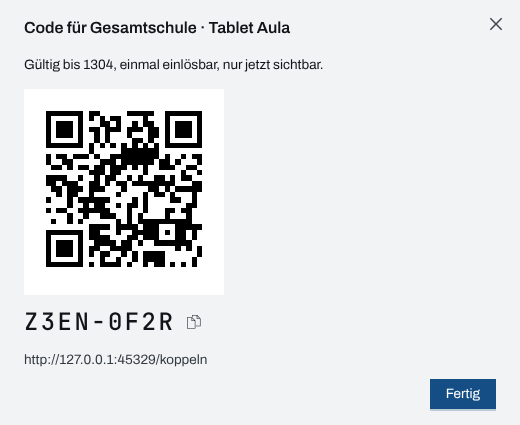 Code für Gesamtschule · Tablet Aula
Gültig bis 1304, einmal einlösbar, nur jetzt sichtbar.
Z3EN-0F2R
http://127.0.0.1:45329/koppeln
Fertig